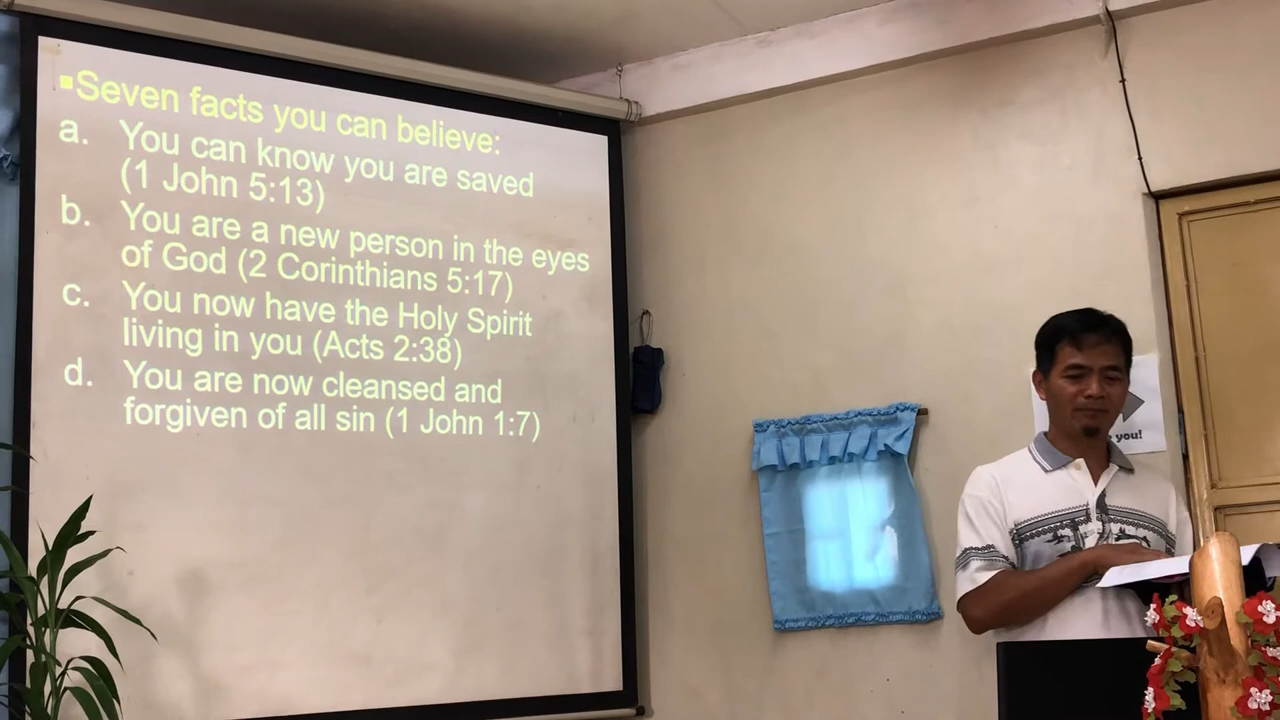 ▪Seven facts you can believe:
a. You can know you are saved
(1 John 5:13)
b. You are a new person in the eyes
of God (2 Corinthians 5:17)
c. You now have the Holy Spirit
living in you (Acts 2:38)
d. You are now cleansed and
forgiven of all sin (1 John 1:7)
you!